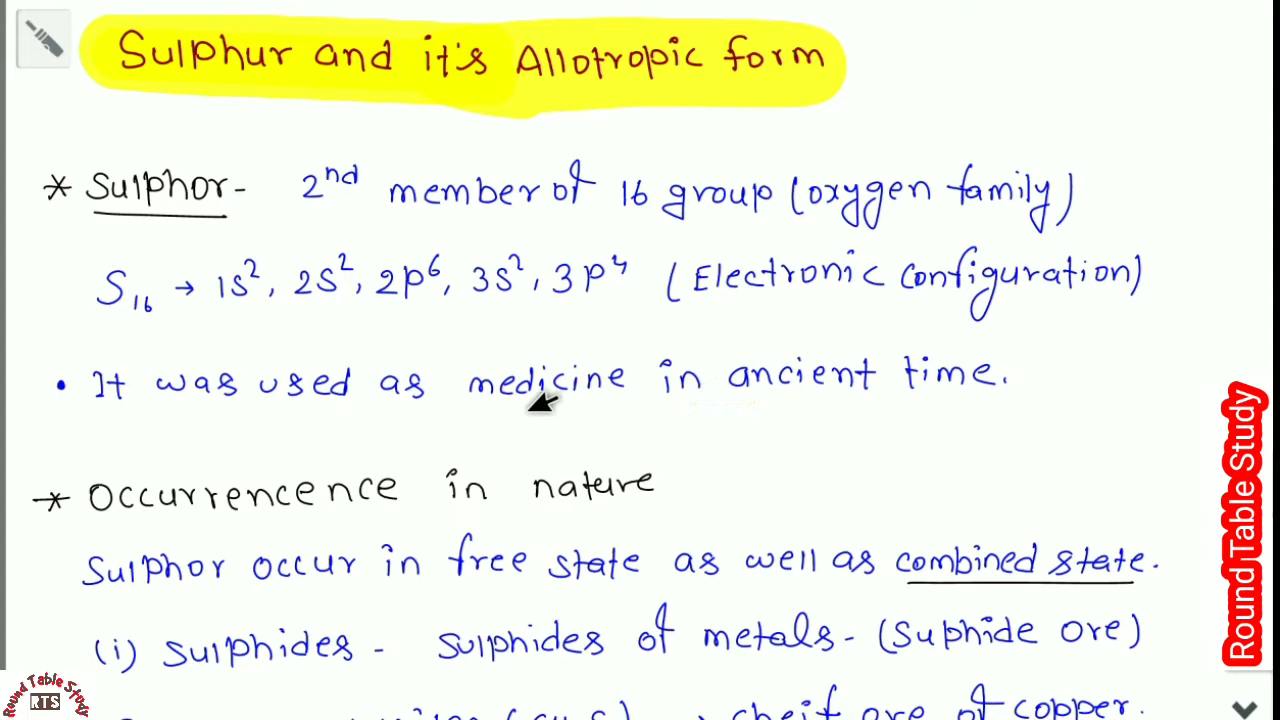 Sulphur and it's Allotropic form
* Sulphor - 2nd member of 16 group (oxygen family)
S16 → 1s2, 2s2, 2p6, 3s2, 3p4 (Electronic Configuration)
• It was used as medicine in ancient time.
* Occurrencence in nature
Sulphor occur in free state as well as combined state.
(i) Sulphides - Sulphides of metals - (Suphide ore)
cheif ore of copper.
Round Table Study
Round Table Study
RTS